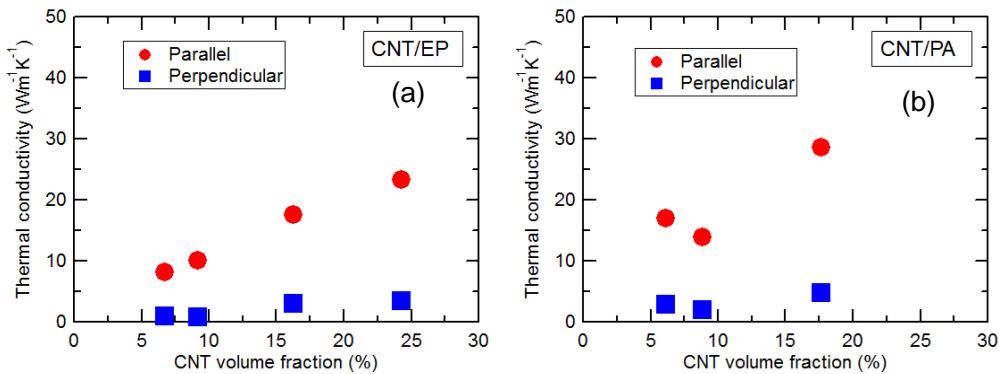 50
40
30
20
10
0
Thermal conductivity (Wm⁻¹K⁻¹)
Parallel
Perpendicular
CNT/EP
(a)
0 5 10 15 20 25 30
CNT volume fraction (%)
50
40
30
20
10
0
Thermal conductivity (Wm⁻¹K⁻¹)
Parallel
Perpendicular
CNT/PA
(b)
0 5 10 15 20 25 30
CNT volume fraction (%)